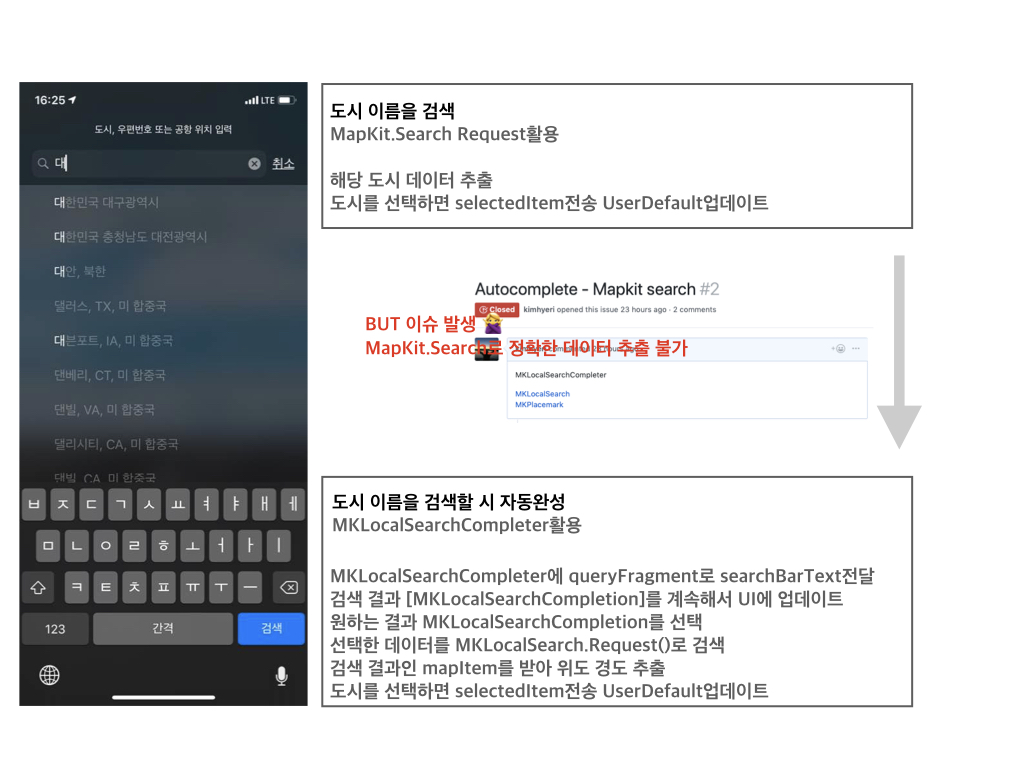 16:25
LTE
도시, 우편번호 또는 공항 위치 입력
대
취소
대한민국 대구광역시
대한민국 충청남도 대전광역시
대안, 북한
댈러스, TX, 미 합중국
대븐포트, IA, 미 합중국
댄베리, CT, 미 합중국
댄빌, VA, 미 합중국
댈리시티, CA, 미 합중국
댄빌, CA, 미 합중국
ㅂ ㅈ ㄷ ㄱ ㅅ ㅛ ㅕ ㅑ ㅐ ㅔ
ㅁ ㄴ ㅇ ㄹ ㅎ ㅗ ㅓ ㅏ ㅣ
ㅋ ㅌ ㅊ ㅍ ㅠ ㅜ ㅡ
123 간격 검색
도시 이름을 검색
MapKit.Search Request활용
해당 도시 데이터 추출
도시를 선택하면 selectedItem전송 UserDefault업데이트
Autocomplete - Mapkit search #2
Closed kimhyeri opened this issue 23 hours ago · 2 comments
BUT 이슈 발생
MapKit.Search로 정확한 데이터 추출 불가
MKLocalSearchCompleter
MKLocalSearch
MKPlacemark
도시 이름을 검색할 시 자동완성
MKLocalSearchCompleter활용
MKLocalSearchCompleter에 queryFragment로 searchBarText전달
검색 결과 [MKLocalSearchCompletion]를 계속해서 UI에 업데이트
원하는 결과 MKLocalSearchCompletion를 선택
선택한 데이터를 MKLocalSearch.Request()로 검색
검색 결과인 mapItem를 받아 위도 경도 추출
도시를 선택하면 selectedItem전송 UserDefault업데이트